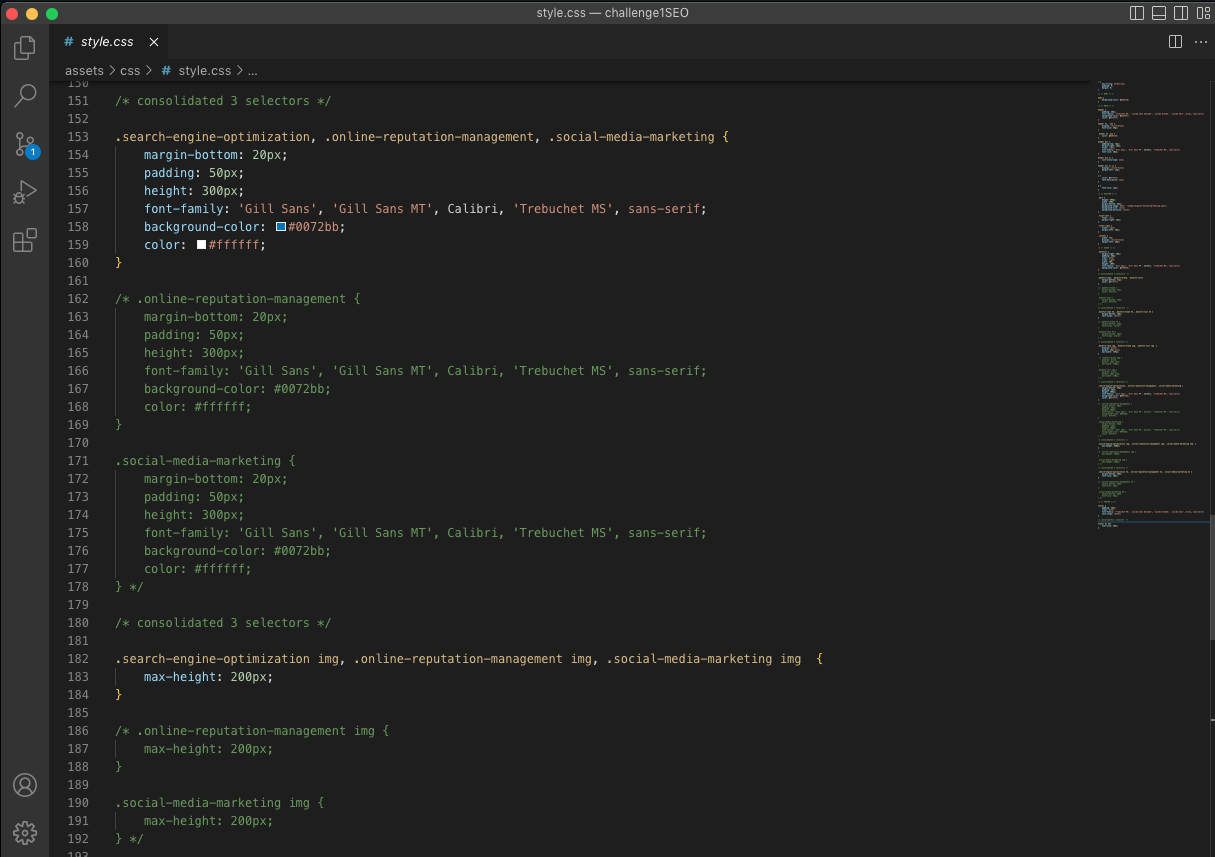 style.css — challenge1SEO
# style.css
assets > css > # style.css > ...
1
150
151 /* consolidated 3 selectors */
152
153 .search-engine-optimization, .online-reputation-management, .social-media-marketing {
154 margin-bottom: 20px;
155 padding: 50px;
156 height: 300px;
157 font-family: 'Gill Sans', 'Gill Sans MT', Calibri, 'Trebuchet MS', sans-serif;
158 background-color: #0072bb;
159 color: #ffffff;
160 }
161
162 /* .online-reputation-management {
163 margin-bottom: 20px;
164 padding: 50px;
165 height: 300px;
166 font-family: 'Gill Sans', 'Gill Sans MT', Calibri, 'Trebuchet MS', sans-serif;
167 background-color: #0072bb;
168 color: #ffffff;
169 }
170
171 .social-media-marketing {
172 margin-bottom: 20px;
173 padding: 50px;
174 height: 300px;
175 font-family: 'Gill Sans', 'Gill Sans MT', Calibri, 'Trebuchet MS', sans-serif;
176 background-color: #0072bb;
177 color: #ffffff;
178 } */
179
180 /* consolidated 3 selectors */
181
182 .search-engine-optimization img, .online-reputation-management img, .social-media-marketing img  {
183 max-height: 200px;
184 }
185
186 /* .online-reputation-management img {
187 max-height: 200px;
188 }
189
190 .social-media-marketing img {
191 max-height: 200px;
192 } */
193